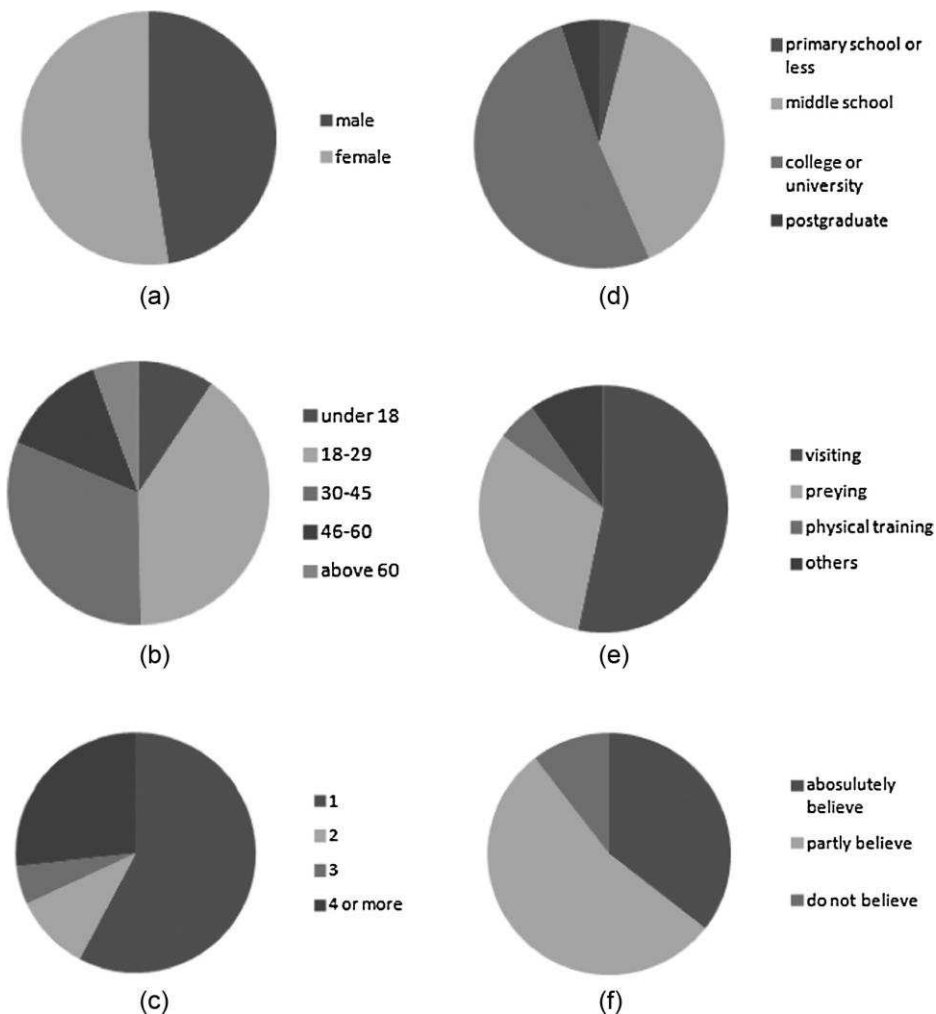 male
female
(a)
primary school or
less
middle school
college or
university
postgraduate
(d)
under 18
18-29
30-45
46-60
above 60
(b)
visiting
preying
physical training
others
(e)
1
2
3
4 or more
(c)
abosulutely
believe
partly believe
do not believe
(f)